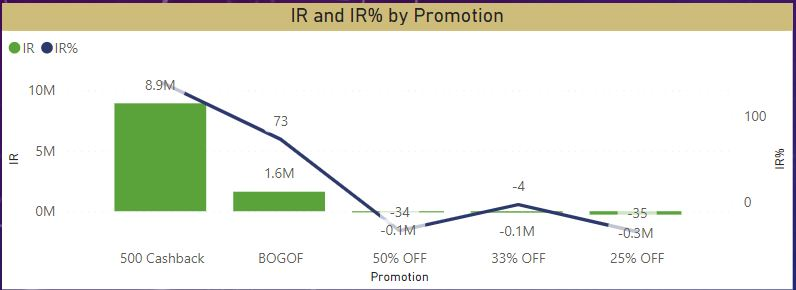 IR and IR% by Promotion
IR IR%
10M
5M
0M
IR
8.9M
73
1.6M
-34
-0.1M
-4
-0.1M
-35
-0.3M
100
0
IR%
500 Cashback BOGOF 50% OFF 33% OFF 25% OFF
Promotion